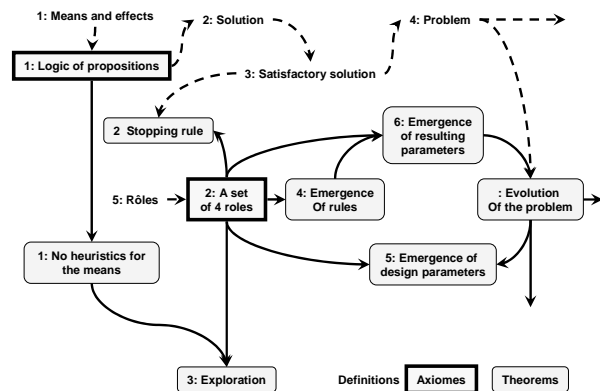 1: Means and effects
2: Solution
4: Problem
1: Logic of propositions
3: Satisfactory solution
2 Stopping rule
6: Emergence
of resulting
parameters
5: Rôles
2: A set
of 4 roles
4: Emergence
Of rules
: Evolution
Of the problem
1: No heuristics for
the means
5: Emergence of
design parameters
3: Exploration
Definitions
Axiomes
Theorems